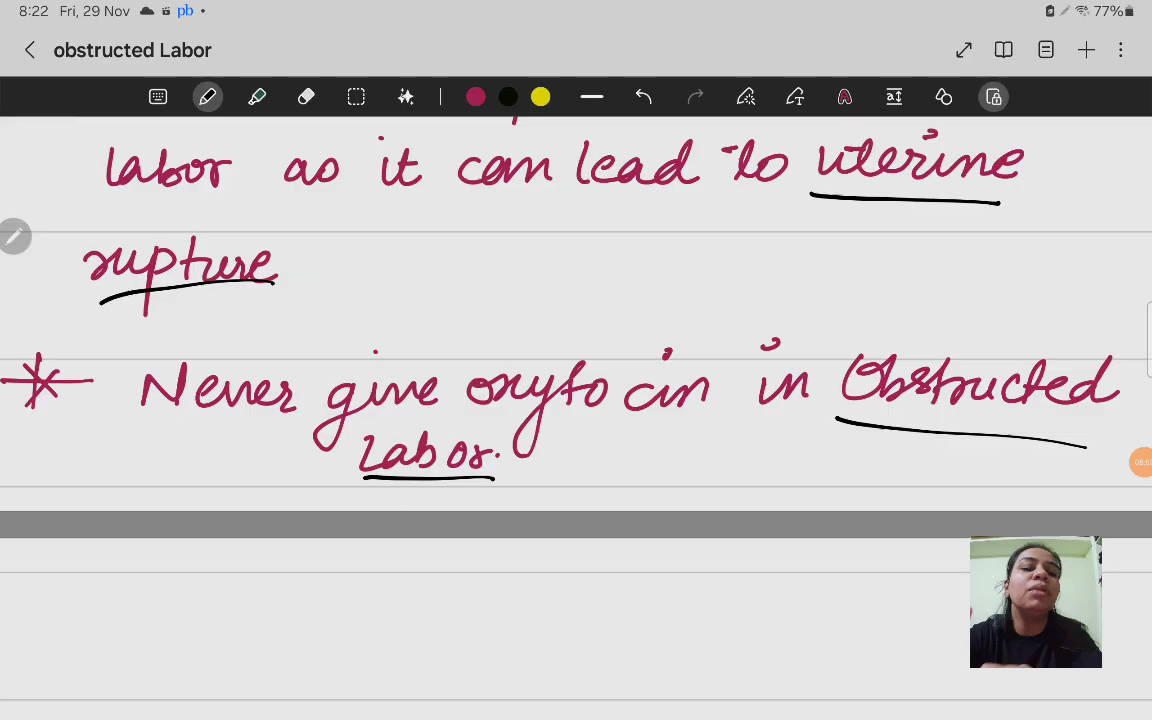 8:22 Fri, 29 Nov pb 77%
obstructed Labor
labor as it can lead to uterine
rupture
* Never give oxytocin in Obstructed
Labor.